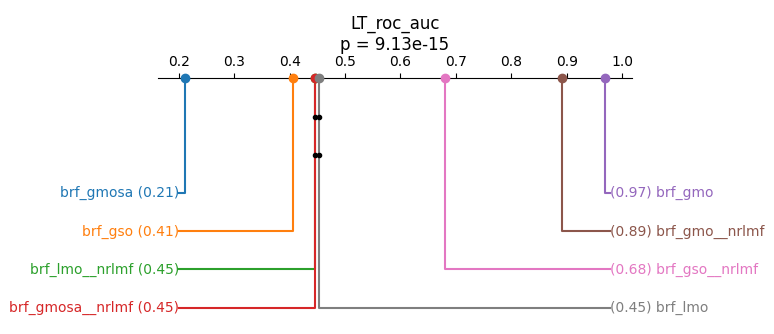 LT_roc_auc
p = 9.13e-15
0.2 0.3 0.4 0.5 0.6 0.7 0.8 0.9 1.0
brf_gmosa (0.21) (0.97) brf_gmo
brf_gso (0.41) (0.89) brf_gmo__nrlmf
brf_lmo__nrlmf (0.45) (0.68) brf_gso__nrlmf
brf_gmosa__nrlmf (0.45) (0.45) brf_lmo